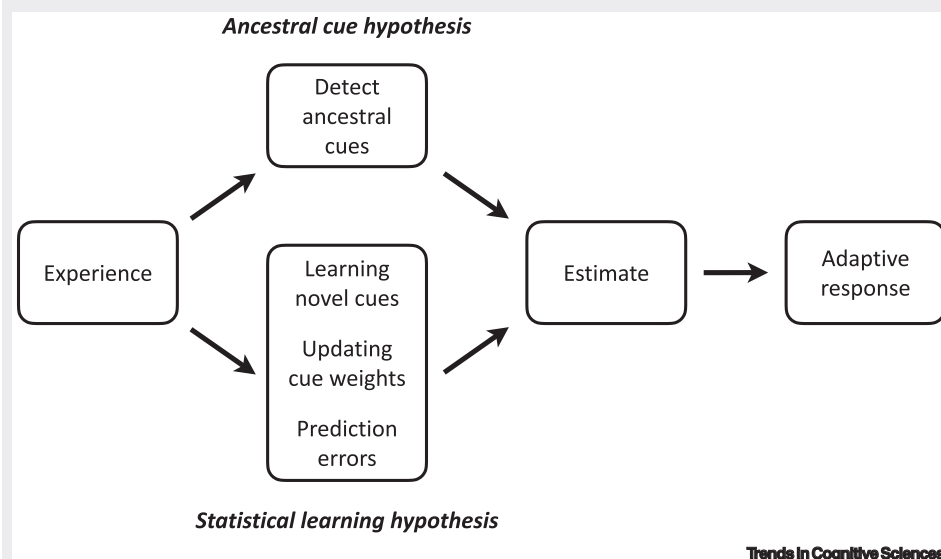 Ancestral cue hypothesis
Detect
ancestral
cues
Experience
Learning
novel cues
Updating
cue weights
Prediction
errors
Estimate
Adaptive
response
Statistical learning hypothesis
Trends in Cognitive Sciences